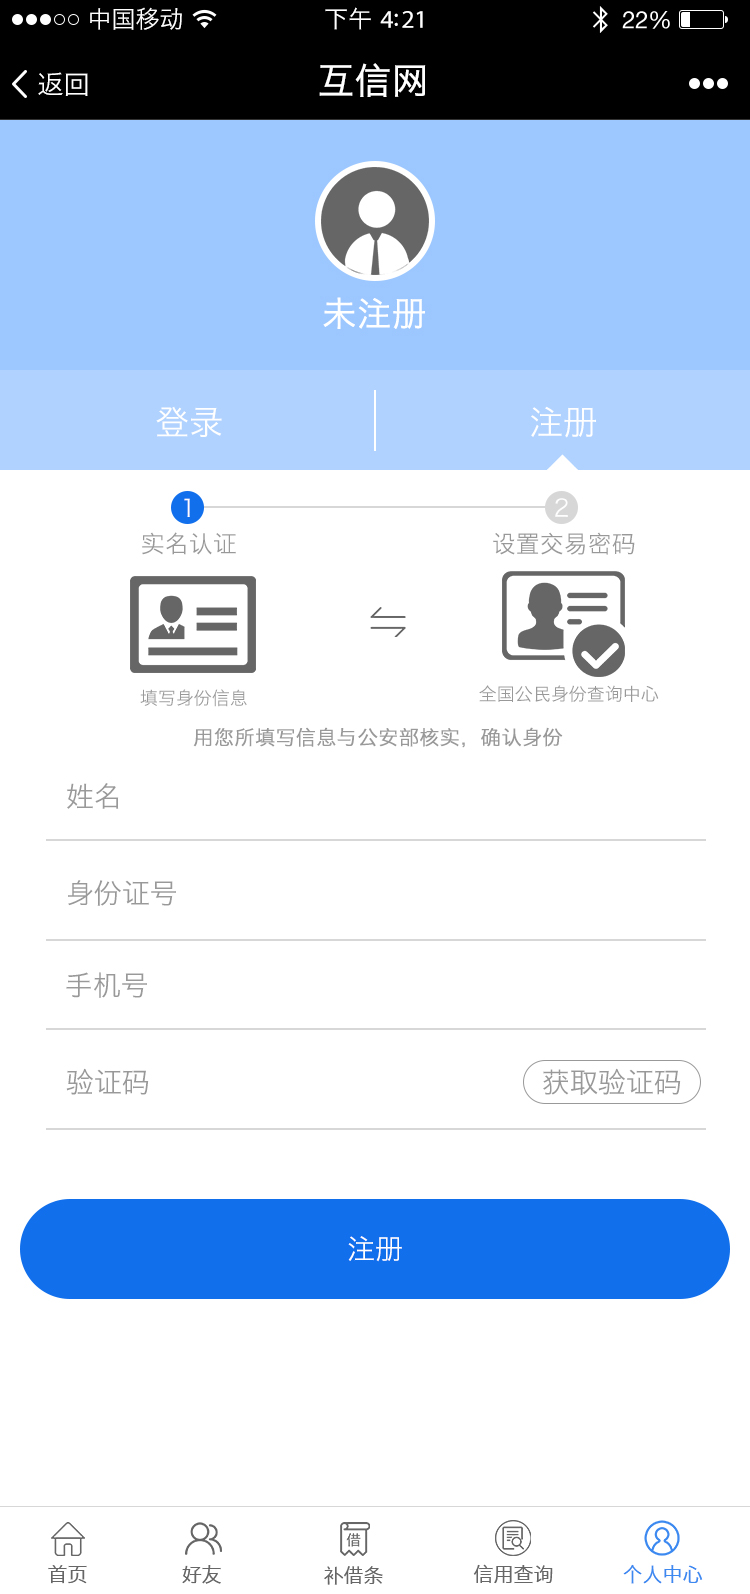 中国移动 下午 4:21 22%
返回 互信网
未注册
登录 注册
1 2
实名认证 设置交易密码
填写身份信息 全国公民身份查询中心
用您所填写信息与公安部核实，确认身份
姓名
身份证号
手机号
验证码 获取验证码
注册
借
首页 好友 补借条 信用查询 个人中心